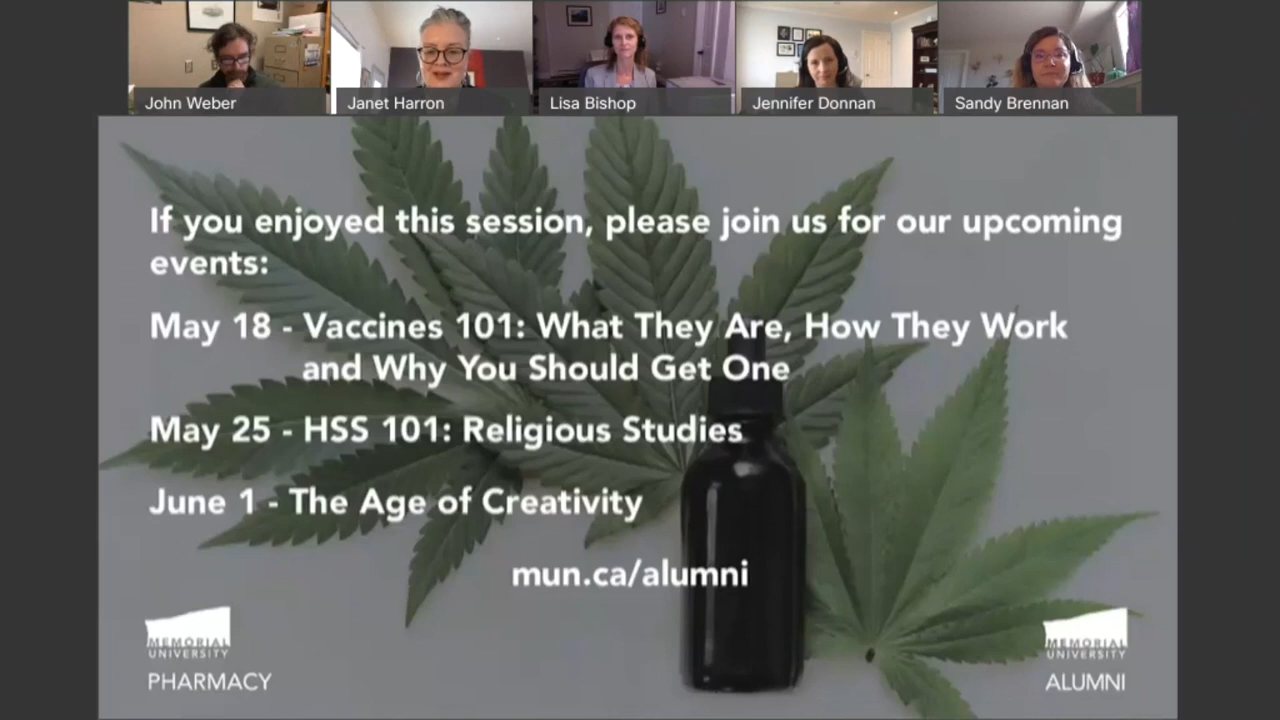 John Weber
Janet Harron
Lisa Bishop
Jennifer Donnan
Sandy Brennan
If you enjoyed this session, please join us for our upcoming
events:
May 18 - Vaccines 101: What They Are, How They Work
and Why You Should Get One
May 25 - HSS 101: Religious Studies
June 1 - The Age of Creativity
mun.ca/alumni
MEMORIAL
UNIVERSITY
PHARMACY
MEMORIAL
UNIVERSITY
ALUMNI